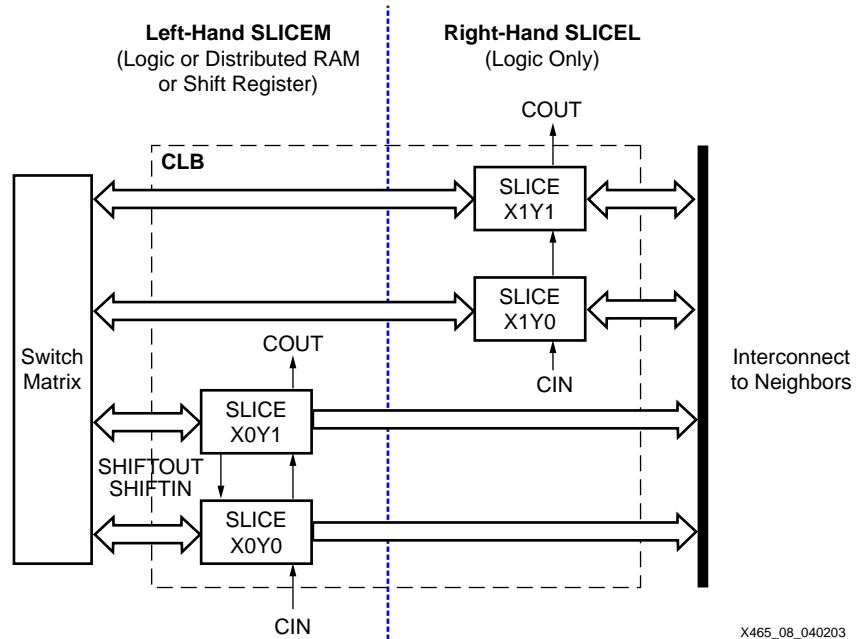 Left-Hand SLICEM
(Logic or Distributed RAM
or Shift Register)
Right-Hand SLICEL
(Logic Only)
COUT
CLB
SLICE
X1Y1
SLICE
X1Y0
COUT
CIN
Switch
Matrix
Interconnect
to Neighbors
SLICE
X0Y1
SHIFTOUT
SHIFTIN
SLICE
X0Y0
CIN
X465_08_040203